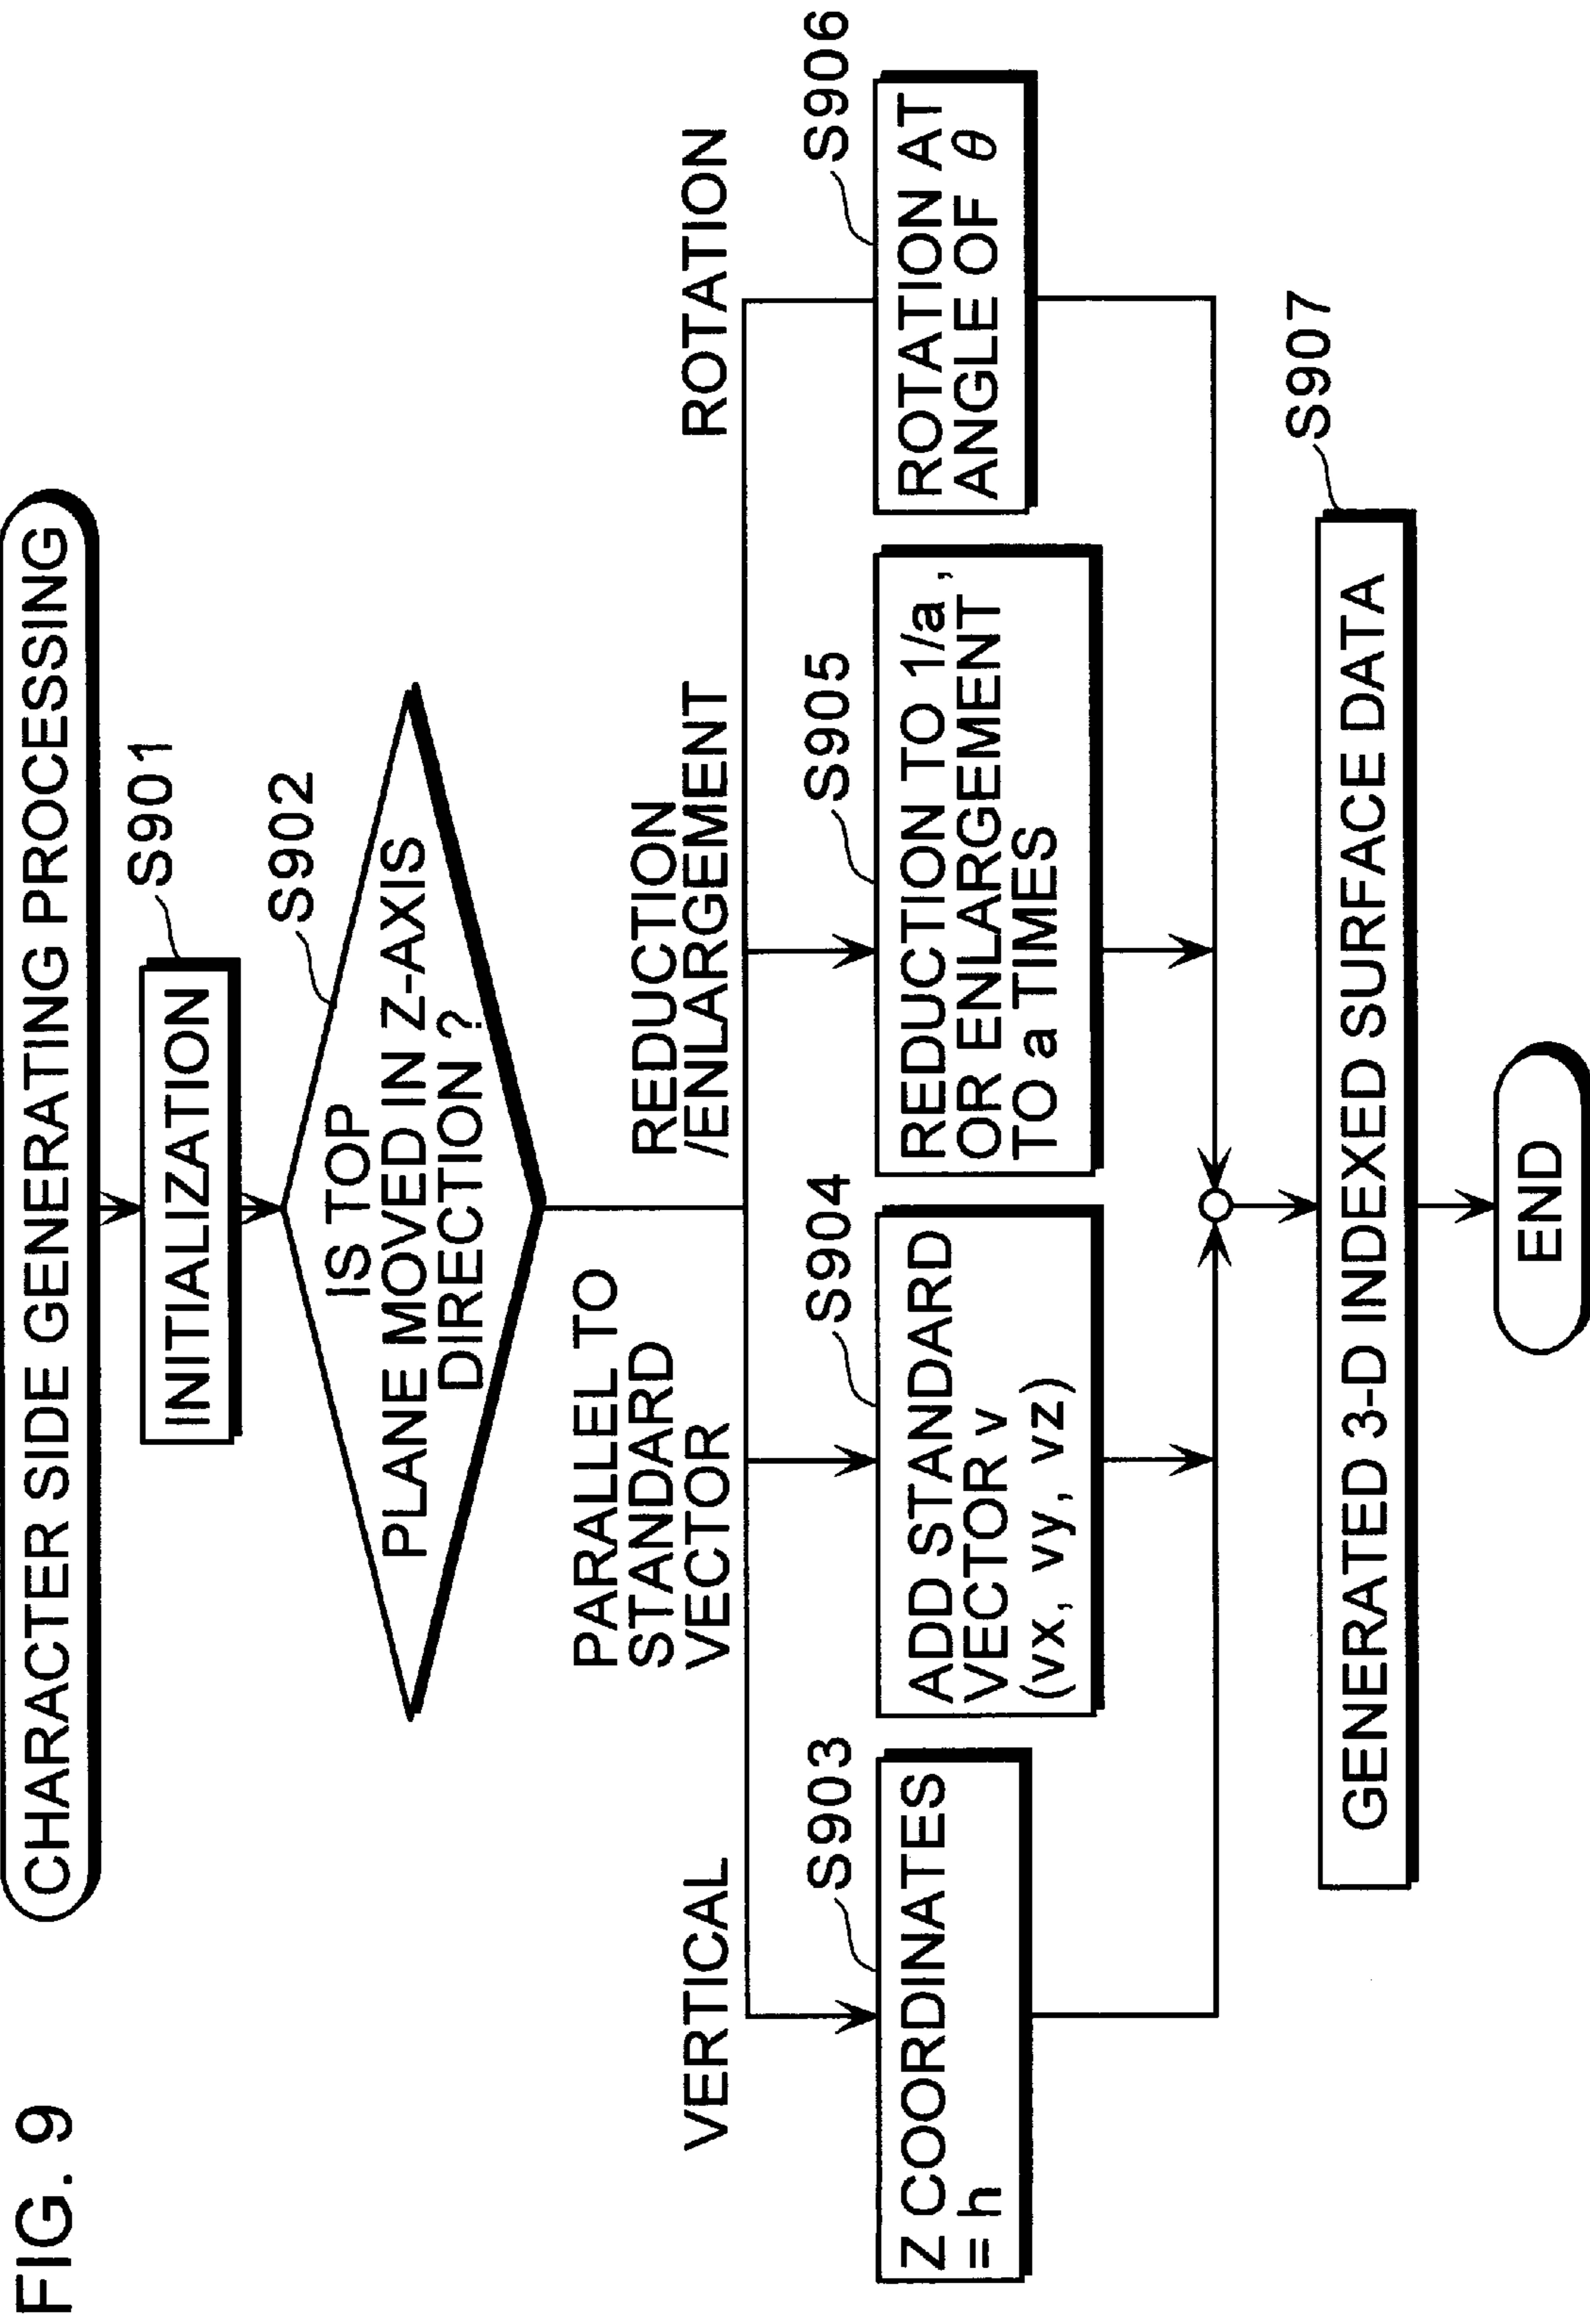 FIG. 9
CHARACTER SIDE GENERATING PROCESSING
S901
INITIALIZATION
S902
IS TOP
PLANE MOVED IN Z-AXIS
DIRECTION ?
VERTICAL
PARALLEL TO
STANDARD
VECTOR
REDUCTION
/ENLARGEMENT
ROTATION
S903
Z COORDINATES
= h
S904
ADD STANDARD
VECTOR v
(vx, vy, vz)
S905
REDUCTION TO 1/a,
OR ENLARGEMENT
TO a TIMES
S906
ROTATION AT
ANGLE OF θ
S907
GENERATED 3-D INDEXED SURFACE DATA
END